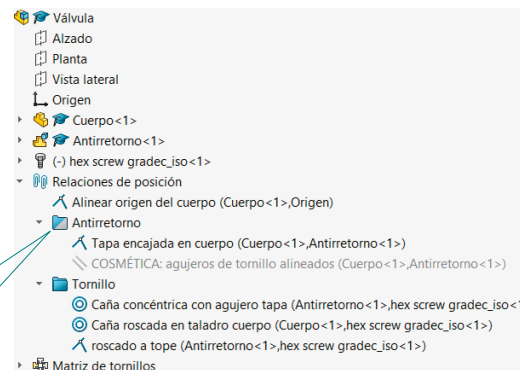 Válvula
Alzado
Planta
Vista lateral
Origen
Cuerpo<1>
Antirretorno<1>
(-) hex screw gradec_iso<1>
Relaciones de posición
Alinear origen del cuerpo (Cuerpo<1>,Origen)
Antirretorno
Tapa encajada en cuerpo (Cuerpo<1>,Antirretorno<1>)
COSMÉTICA: agujeros de tornillo alineados (Cuerpo<1>,Antirretorno<1>)
Tornillo
Caña concéntrica con agujero tapa (Antirretorno<1>,hex screw gradec_iso<1
Caña roscada en taladro cuerpo (Cuerpo<1>,hex screw gradec_iso<1>)
roscado a tope (Antirretorno<1>,hex screw gradec_iso<1>)
Matriz de tornillos